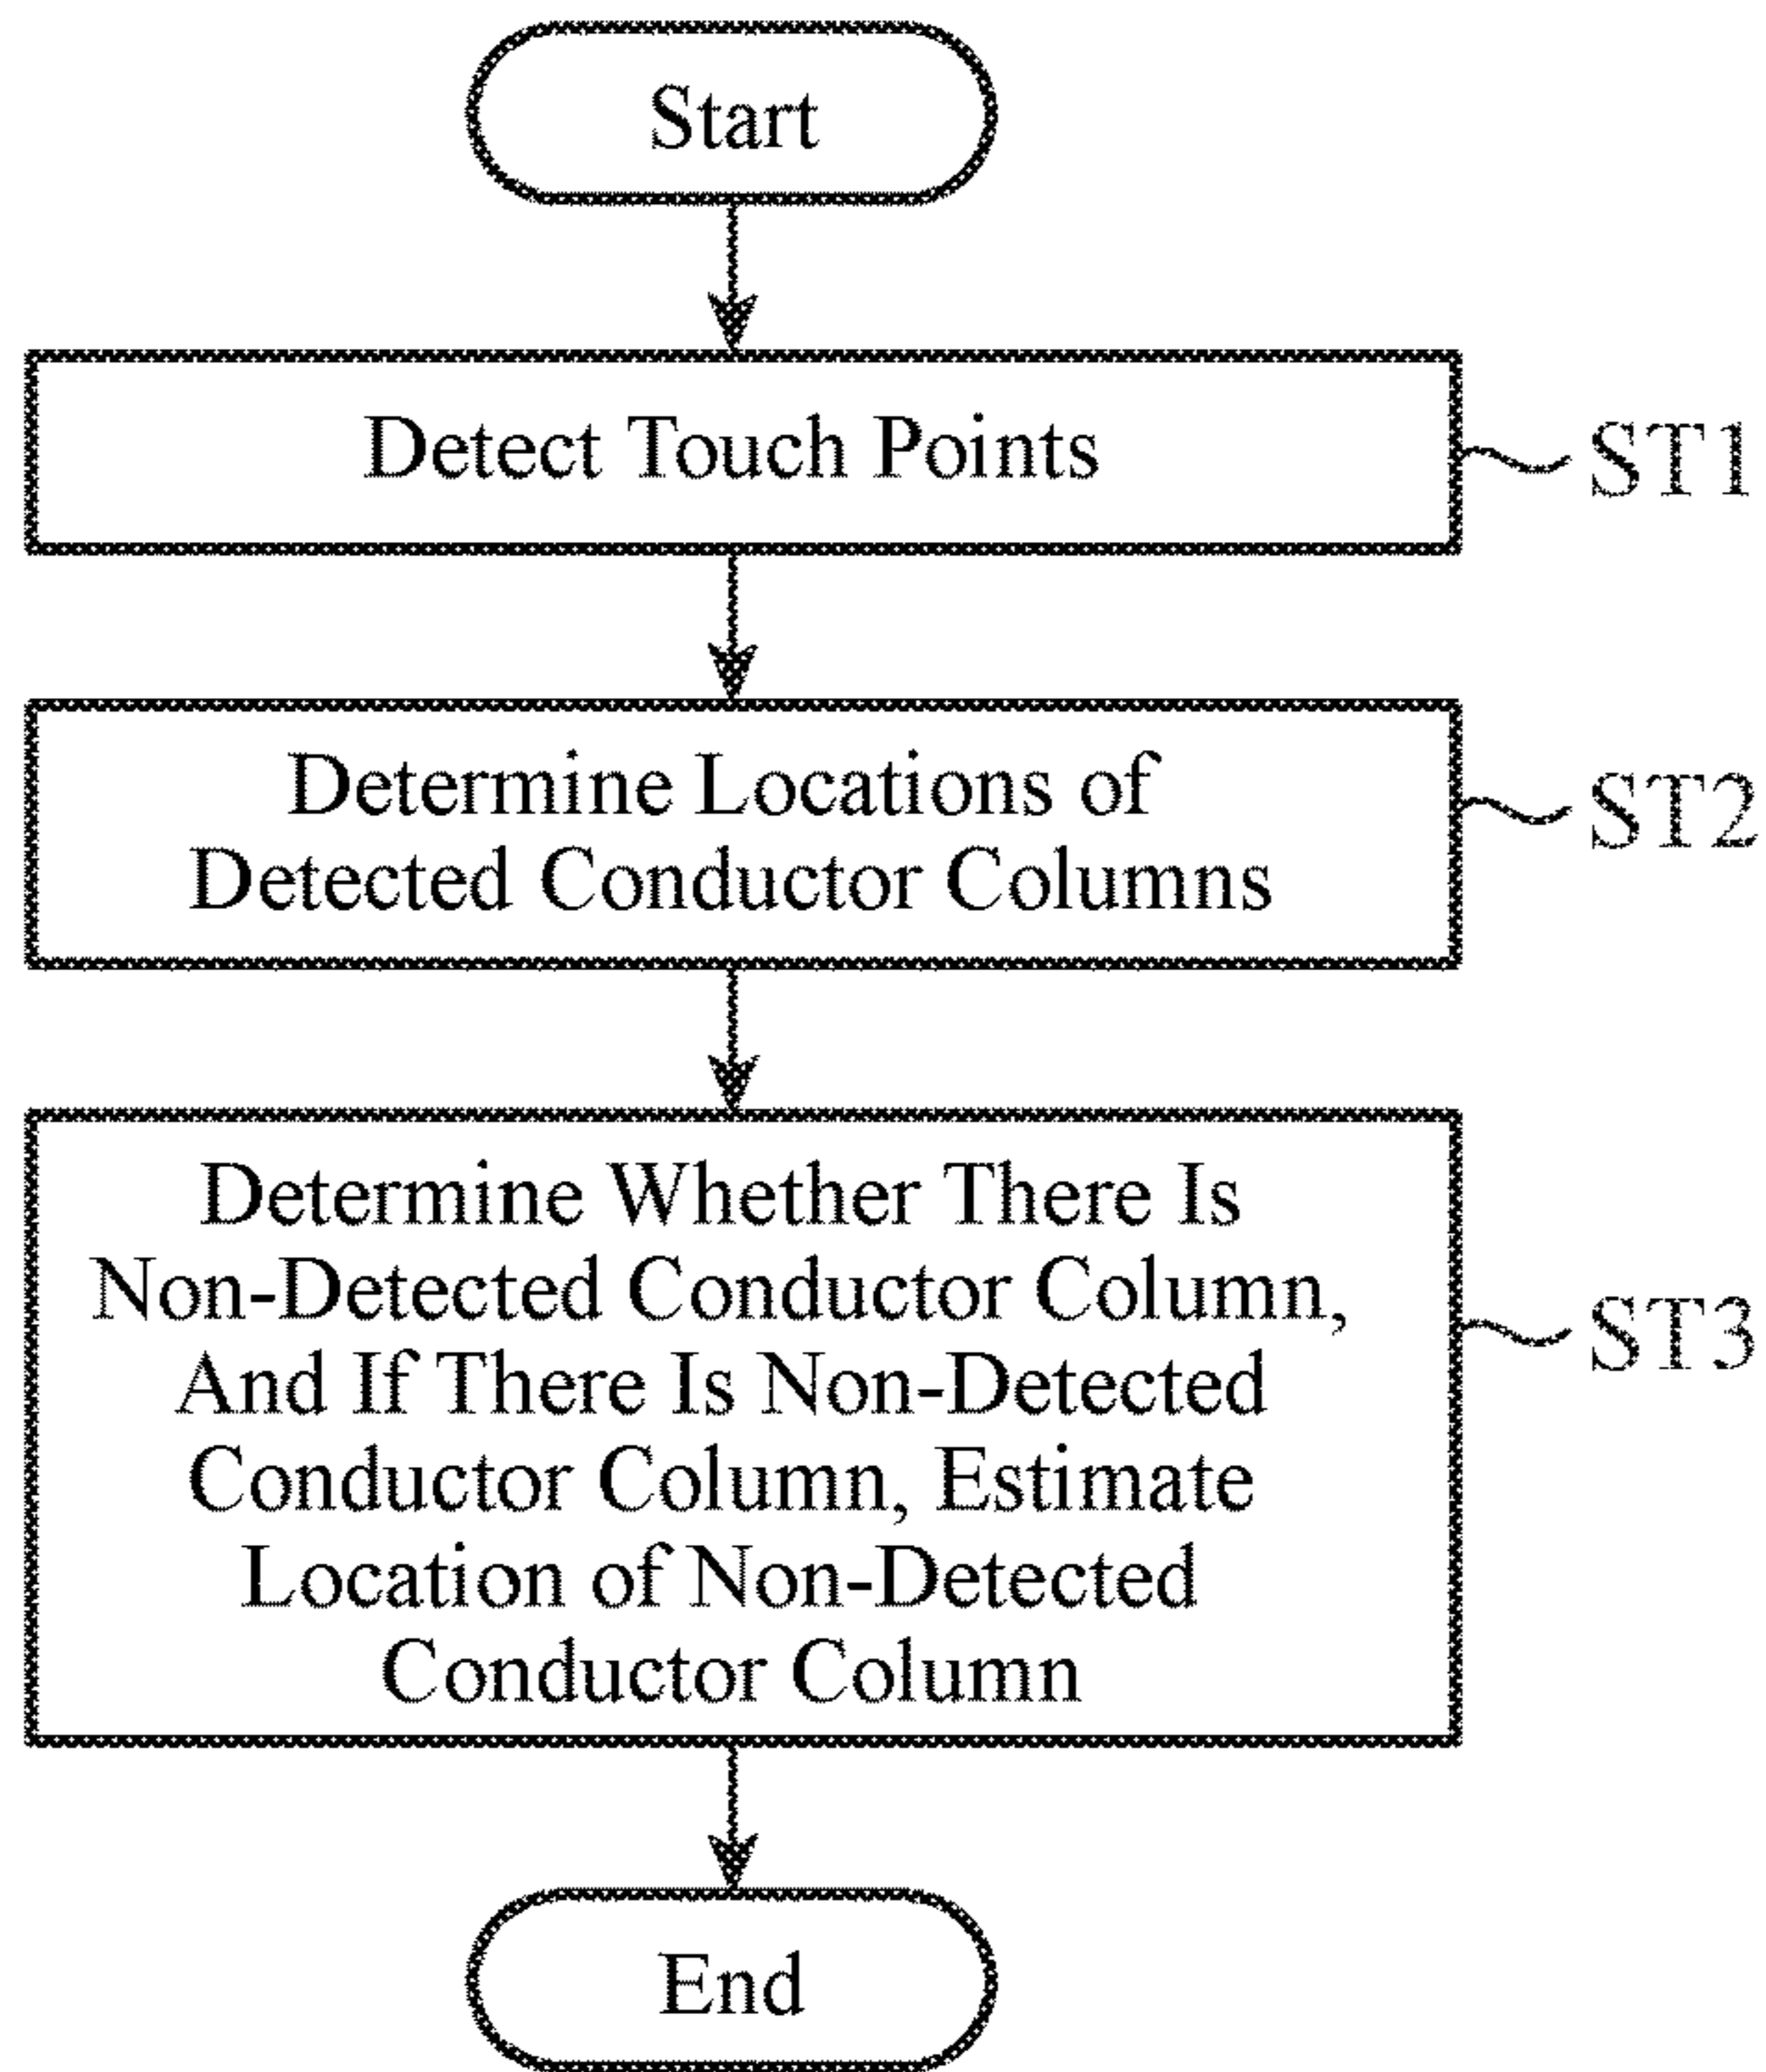 Start
Detect Touch Points
ST1
Determine Locations of
Detected Conductor Columns
ST2
Determine Whether There Is
Non-Detected Conductor Column,
And If There Is Non-Detected
Conductor Column, Estimate
Location of Non-Detected
Conductor Column
ST3
End